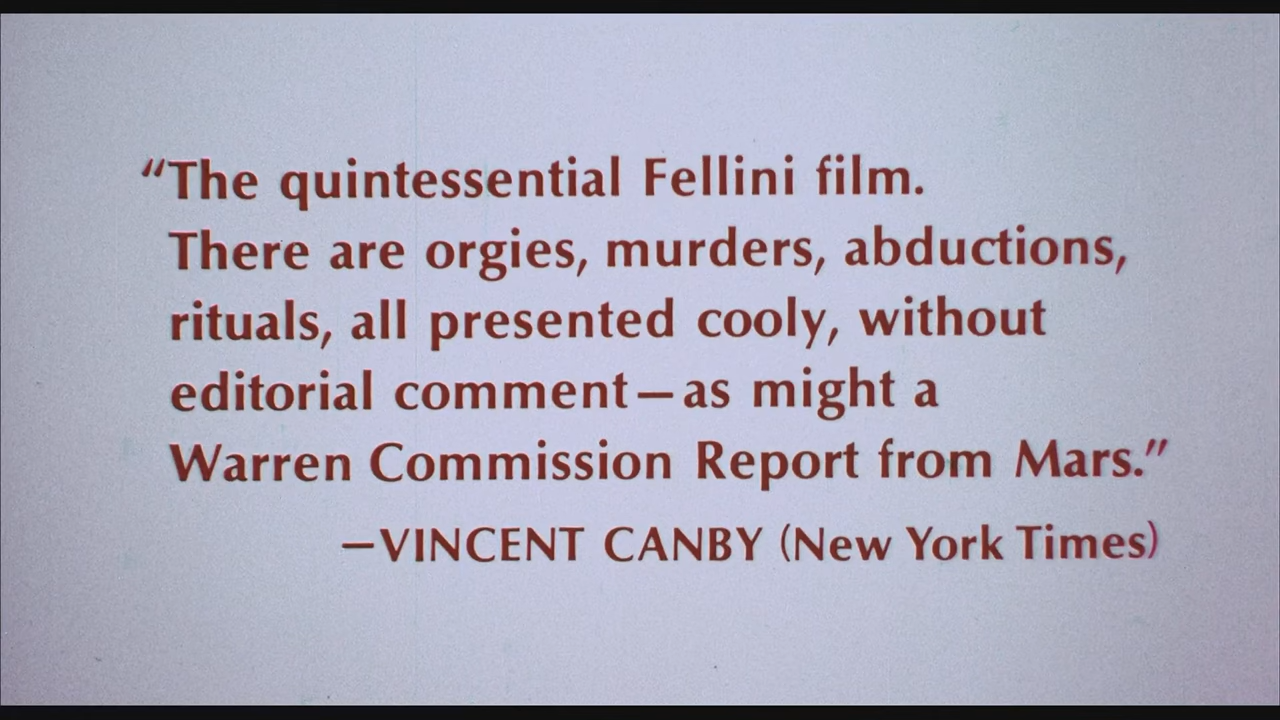 “The quintessential Fellini film.
There are orgies, murders, abductions,
rituals, all presented cooly, without
editorial comment—as might a
Warren Commission Report from Mars.”
—VINCENT CANBY (New York Times)